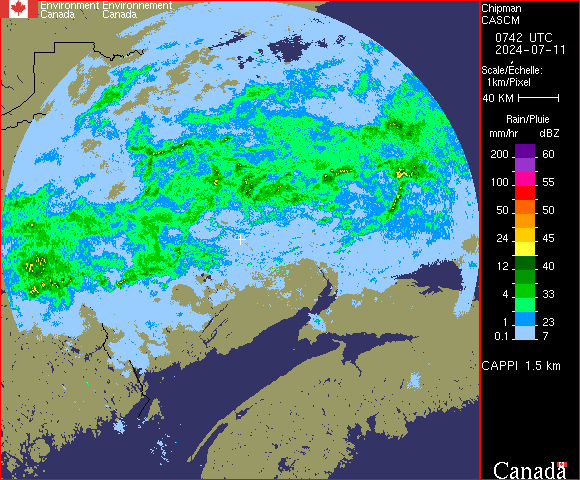 Environment Environnement
Canada Canada
Chipman
CASCM
0742 UTC
2024-07-11
Scale/Échelle:
1km/Pixel
40 KM
Rain/Pluie
mm/hr dBZ
200 60
100 55
50 50
24 45
12 40
4 33
1 23
0.1 7
CAPPI 1.5 km
Canada